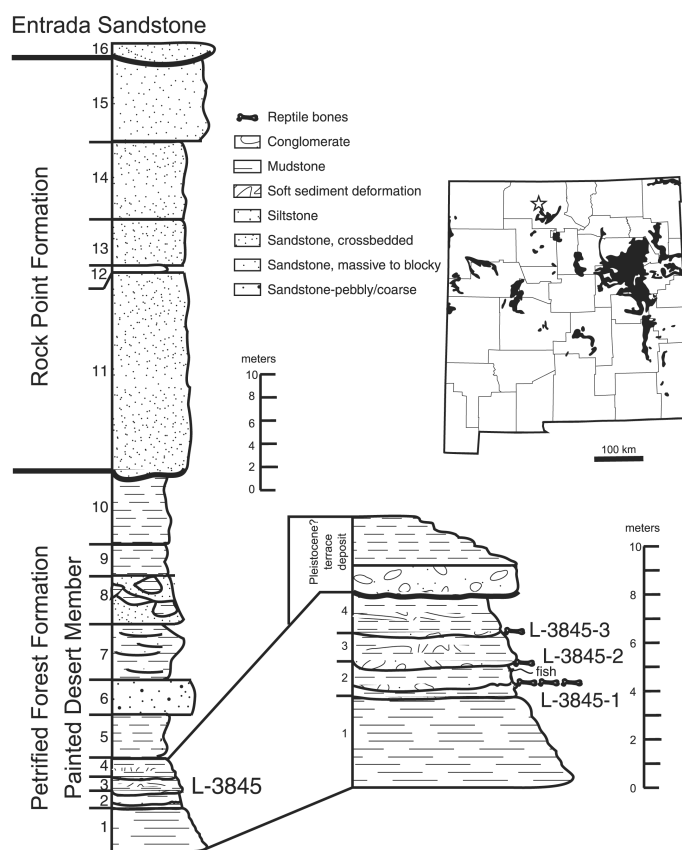 Entrada Sandstone
16
15
14
13
12
11
10
9
8
7
6
5
4
3
2
1
Rock Point Formation
Petrified Forest Formation
Painted Desert Member
L-3845
Reptile bones
Conglomerate
Mudstone
Soft sediment deformation
Siltstone
Sandstone, crossbedded
Sandstone, massive to blocky
Sandstone-pebbly/coarse
meters
10
8
6
4
2
0
100 km
Pleistocene?
terrace
deposit
4
3
2
1
L-3845-3
L-3845-2
fish
L-3845-1
meters
10
8
6
4
2
0